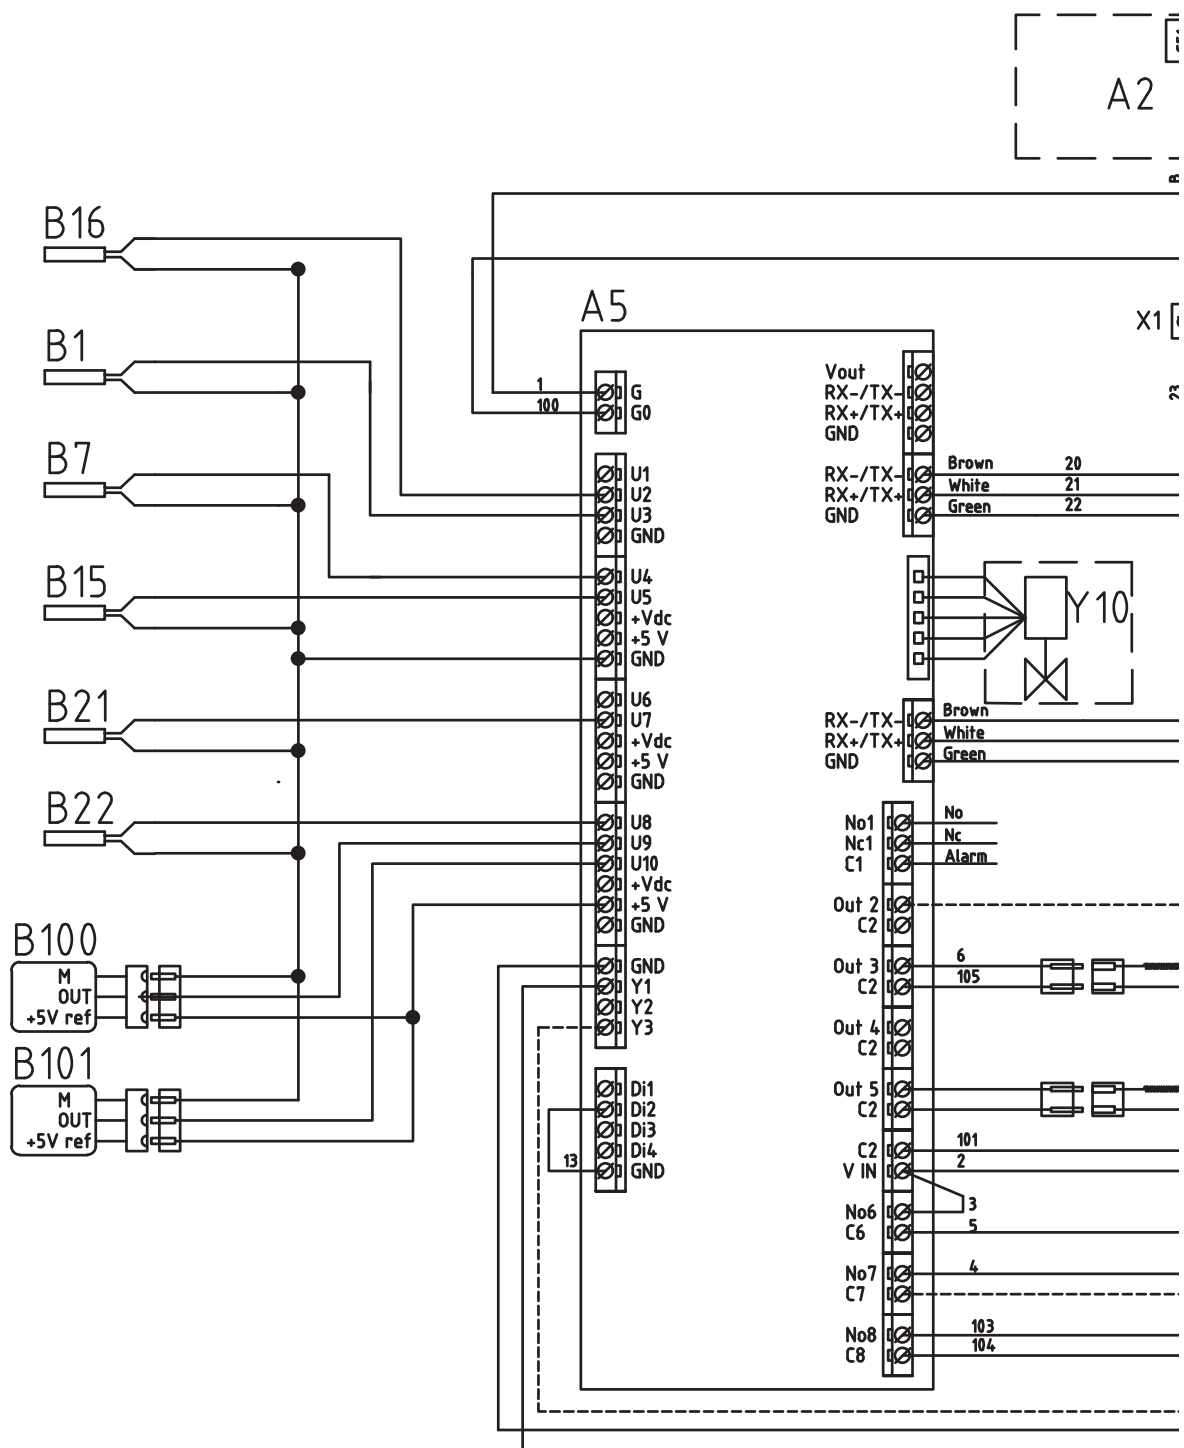 A2
B16
A5
X1
B1
1
G
100
G0
Vout
RX-/TX-
RX+/TX+
GND
23
B7
U1
U2
U3
GND
RX-/TX-
RX+/TX+
GND
Brown 20
White 21
Green 22
B15
U4
U5
+Vdc
+5 V
GND
Y10
B21
U6
U7
+Vdc
+5 V
GND
RX-/TX-
RX+/TX+
GND
Brown
White
Green
B22
U8
U9
U10
+Vdc
+5 V
GND
No1
Nc1
C1
No
Nc
Alarm
Out 2
C2
B100
M
OUT
+5V ref
GND
Y1
Y2
Y3
Out 3
C2
6
105
Out 4
C2
B101
M
OUT
+5V ref
Di1
Di2
Di3
Di4
13
GND
Out 5
C2
C2
V IN
101
2
No6
C6
3
5
No7
C7
4
No8
C8
103
104